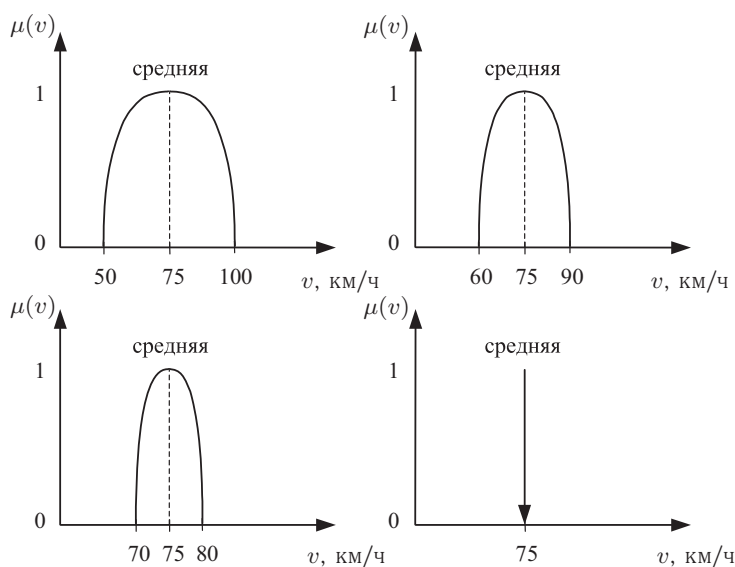 μ(v)
средняя
1
0
50 75 100 v, км/ч
μ(v)
средняя
1
0
60 75 90 v, км/ч
μ(v)
средняя
1
0
70 75 80 v, км/ч
средняя
μ(v)
1
0
75 v, км/ч